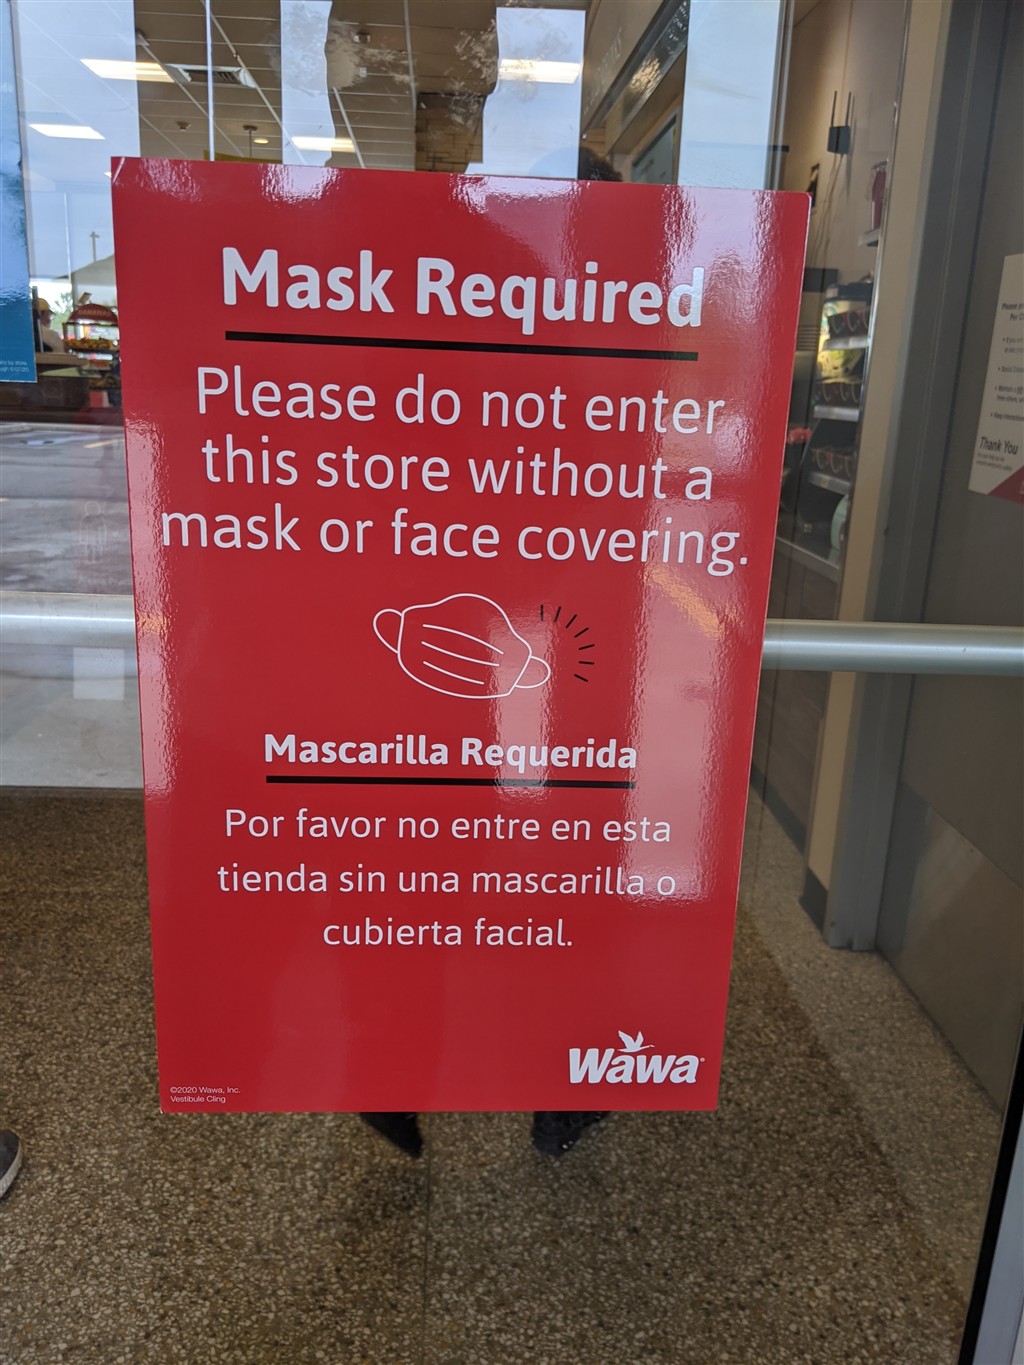 Mask Required
Please do not enter
this store without a
mask or face covering.
Mascarilla Requerida
Por favor no entre en esta
tienda sin una mascarilla o
cubierta facial.
Wawa
©2020 Wawa, Inc.
Vestibule Cling
Thank You